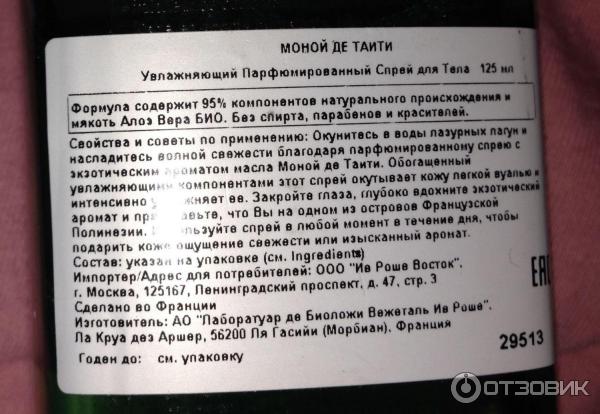 МОНОЙ ДЕ ТАИТИ
Увлажняющий Парфюмированный Спрей для Тела 125 мл
Формула содержит 95% компонентов натурального происхождения и
мякоть Алоэ Вера БИО. Без спирта, парабенов и красителей.
Свойства и советы по применению: Окунитесь в воды лазурных лагун и
насладитесь волной свежести благодаря парфюмированному спрею с
экзотическим ароматом масла Моной де Таити. Обогащенный
увлажняющими компонентами этот спрей окутывает кожу легкой вуалью и
интенсивно ее. Закройте глаза, глубоко вдохните экзотический
аромат и что Вы на одном из островов Французской
Полинезии. спрей в любой момент в течение дня, чтобы
подарить коже ощущение свежести или изысканный аромат.
Состав: указан на упаковке (см. Ingredients)
Импортер/Адрес для потребителей: ООО "Ив Роше Восток".
г. Москва, 125167, Ленинградский проспект, д. 47, стр. 3
Сделано во Франции
Изготовитель: АО "Лаборатуар де Биоложи Вежеталь Ив Роше".
Ла Круа дез Аршер, 56200 Ля Гасийи (Морбиан), Франция
29513
Годен до: см. упаковку
ОТЗОВИК